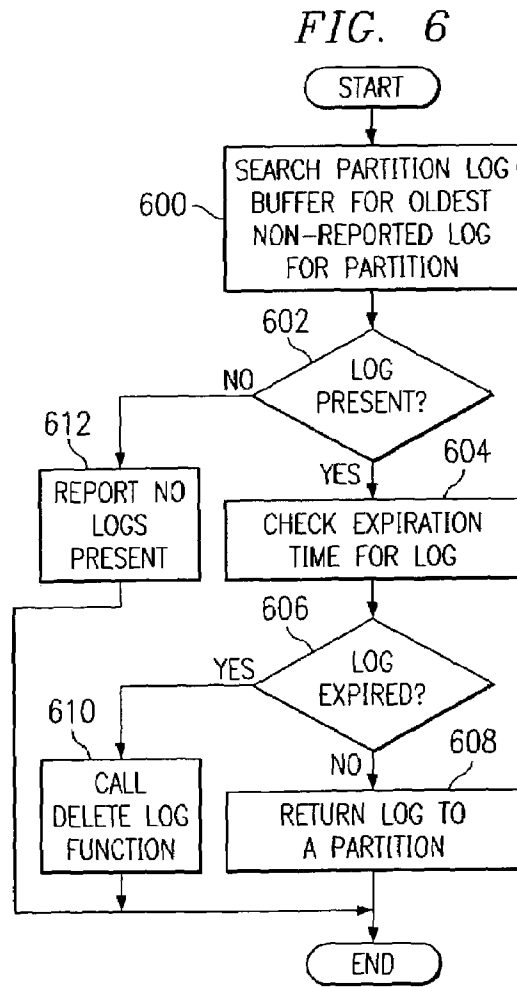 FIG. 6
START
600
SEARCH PARTITION LOG
BUFFER FOR OLDEST
NON-REPORTED LOG
FOR PARTITION
602
LOG
PRESENT?
NO
YES
612
REPORT NO
LOGS
PRESENT
604
CHECK EXPIRATION
TIME FOR LOG
606
LOG
EXPIRED?
YES
NO
610
CALL
DELETE LOG
FUNCTION
608
RETURN LOG TO
A PARTITION
END